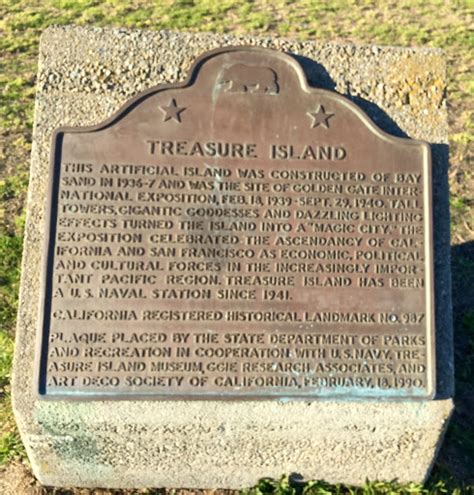 TREASURE ISLAND
THIS ARTIFICIAL ISLAND WAS CONSTRUCTED OF BAY
SAND IN 1936-7 AND WAS THE SITE OF GOLDEN GATE INTER-
NATIONAL EXPOSITION, FEB. 18, 1939-SEPT. 29, 1940. TALL
TOWERS, GIGANTIC GODDESSES AND DAZZLING LIGHTING
EFFECTS TURNED THE ISLAND INTO A "MAGIC CITY." THE
EXPOSITION CELEBRATED THE ASCENDANCY OF CAL-
IFORNIA AND SAN FRANCISCO AS ECONOMIC, POLITICAL
AND CULTURAL FORCES IN THE INCREASINGLY IMPOR-
TANT PACIFIC REGION. TREASURE ISLAND HAS BEEN
A U.S. NAVAL STATION SINCE 1941.
CALIFORNIA REGISTERED HISTORICAL LANDMARK NO. 987
PLAQUE PLACED BY THE STATE DEPARTMENT OF PARKS
AND RECREATION IN COOPERATION WITH U.S. NAVY, TRE-
ASURE ISLAND MUSEUM, GGIE RESEARCH ASSOCIATES, AND
ART DECO SOCIETY OF CALIFORNIA, FEBRUARY, 18, 1990.